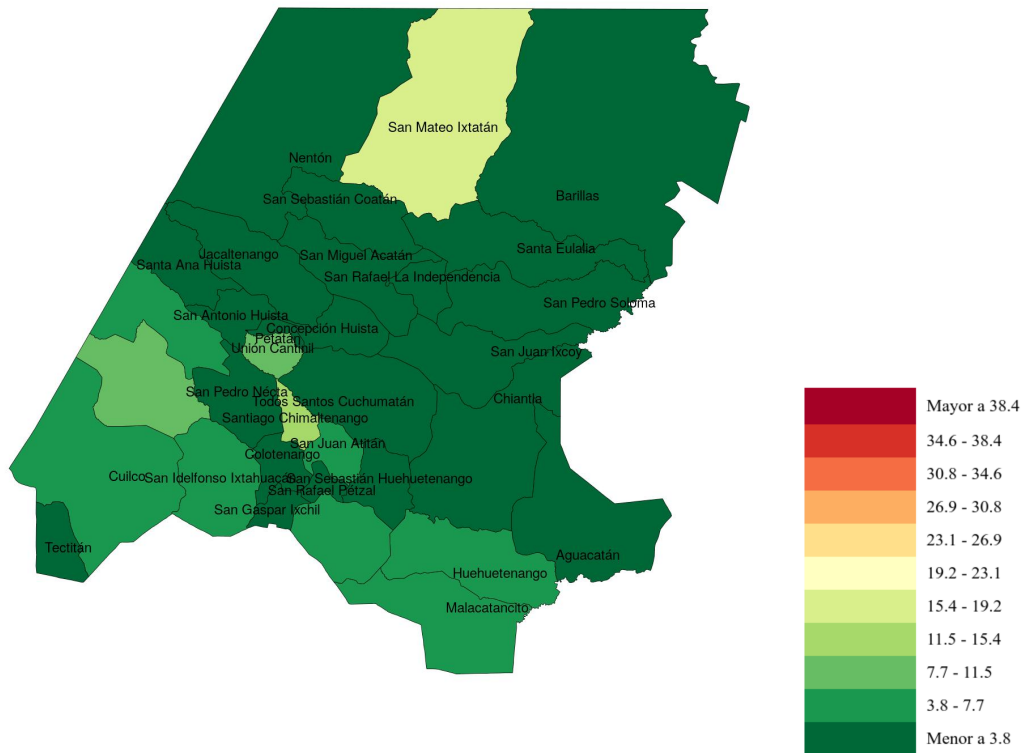 San Mateo Ixtatán
Nentón
San Sebastián Coatán
Barillas
Santa Eulalia
Jacaltenango
San Miguel Acatán
Santa Ana Huista
San Rafael La Independencia
San Pedro Soloma
San Antonio Huista
Concepción Huista
Petatán
Unión Cantinil
San Juan Ixcoy
San Pedro Necta
Todos Santos Cuchumatán
Chiantla
Santiago Chimaltenango
San Juan Atitán
Colotenango
Cuilco
San Idelfonso Ixtahuacán
San Sebastián Huehuetenango
San Rafael Pétzal
San Gaspar Ixchil
Tectitán
Aguacatán
Huehuetenango
Malacatancito
Mayor a 38.4
34.6 - 38.4
30.8 - 34.6
26.9 - 30.8
23.1 - 26.9
19.2 - 23.1
15.4 - 19.2
11.5 - 15.4
7.7 - 11.5
3.8 - 7.7
Menor a 3.8